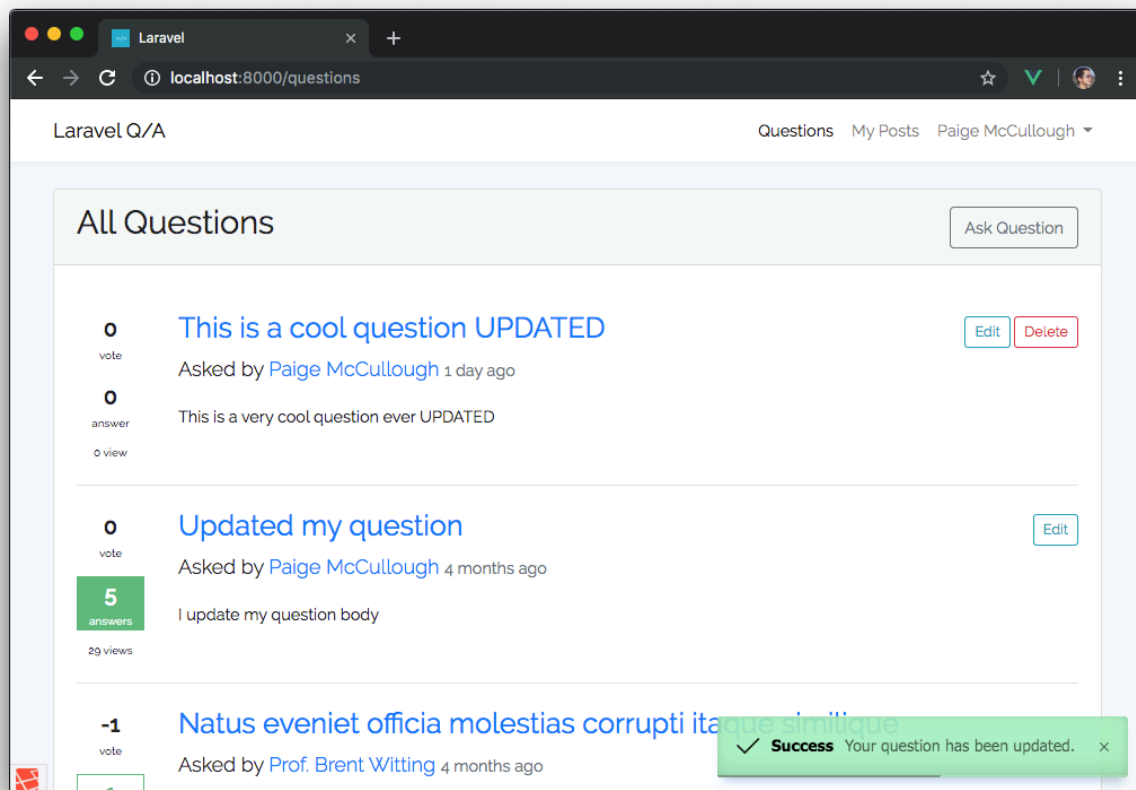 Laravel
localhost:8000/questions
Laravel Q/A
Questions My Posts Paige McCullough
All Questions
Ask Question
0
vote
0
answer
0 view
This is a cool question UPDATED
Asked by Paige McCullough 1 day ago
This is a very cool question ever UPDATED
Edit Delete
0
vote
5
answers
29 views
Updated my question
Asked by Paige McCullough 4 months ago
I update my question body
Edit
-1
vote
Natus eveniet officia molestias corrupti itaque similique
Asked by Prof. Brent Witting 4 months ago
Success Your question has been updated.